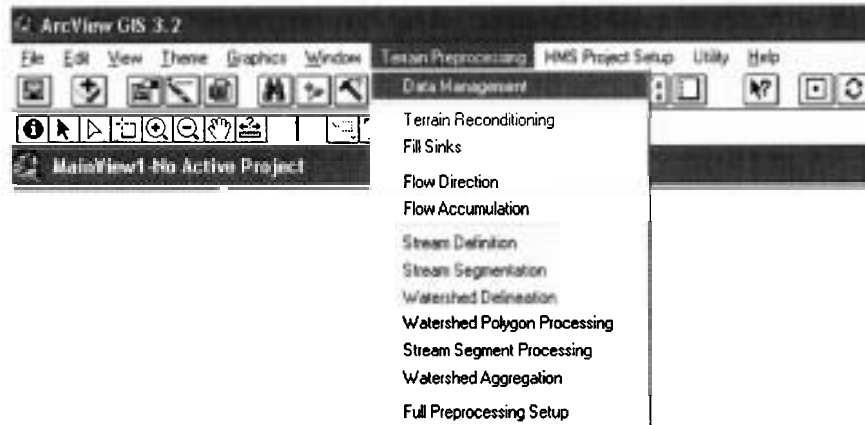 ArcView GIS 3.2
File Edit View Theme Graphics Window Terrain Preprocessing HMS Project Setup Utility Help
Data Management
Terrain Reconditioning
Fill Sinks
MainView1-No Active Project
Flow Direction
Flow Accumulation
Stream Definition
Stream Segmentation
Watershed Delineation
Watershed Polygon Processing
Stream Segment Processing
Watershed Aggregation
Full Preprocessing Setup